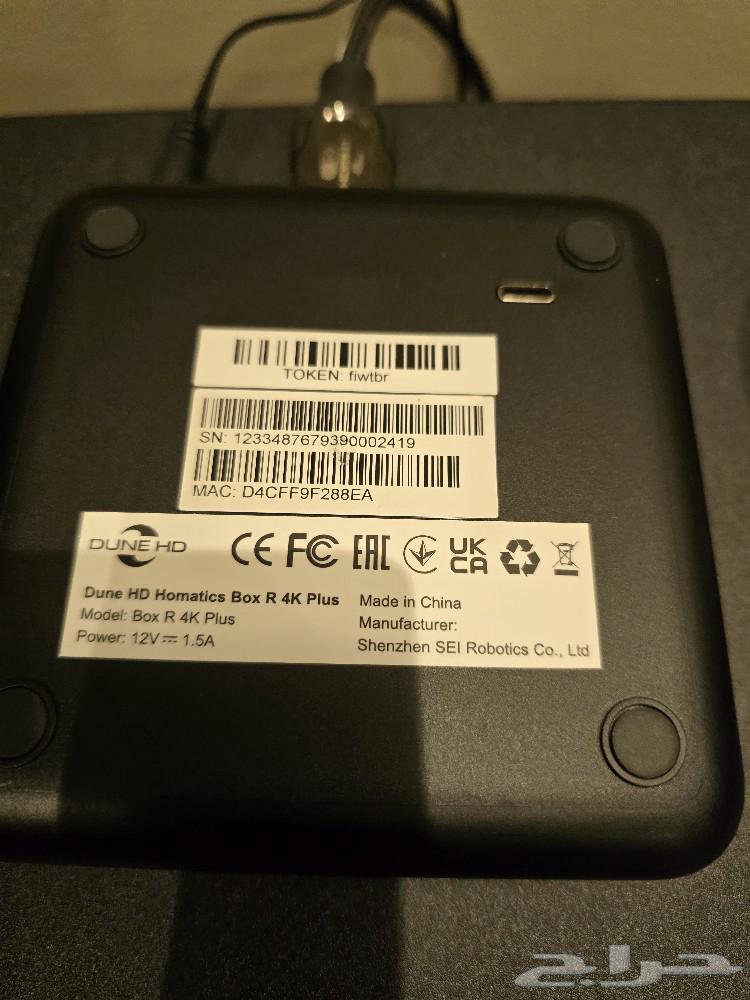 TOKEN: fiwtbr
SN: 1233487679390002419
MAC: D4CFF9F288EA
DUNE HD
CE FC EAC UK CA
Dune HD Homatics Box R 4K Plus
Model: Box R 4K Plus
Power: 12V⎓1.5A
Made in China
Manufacturer:
Shenzhen SEI Robotics Co., Ltd
حراج